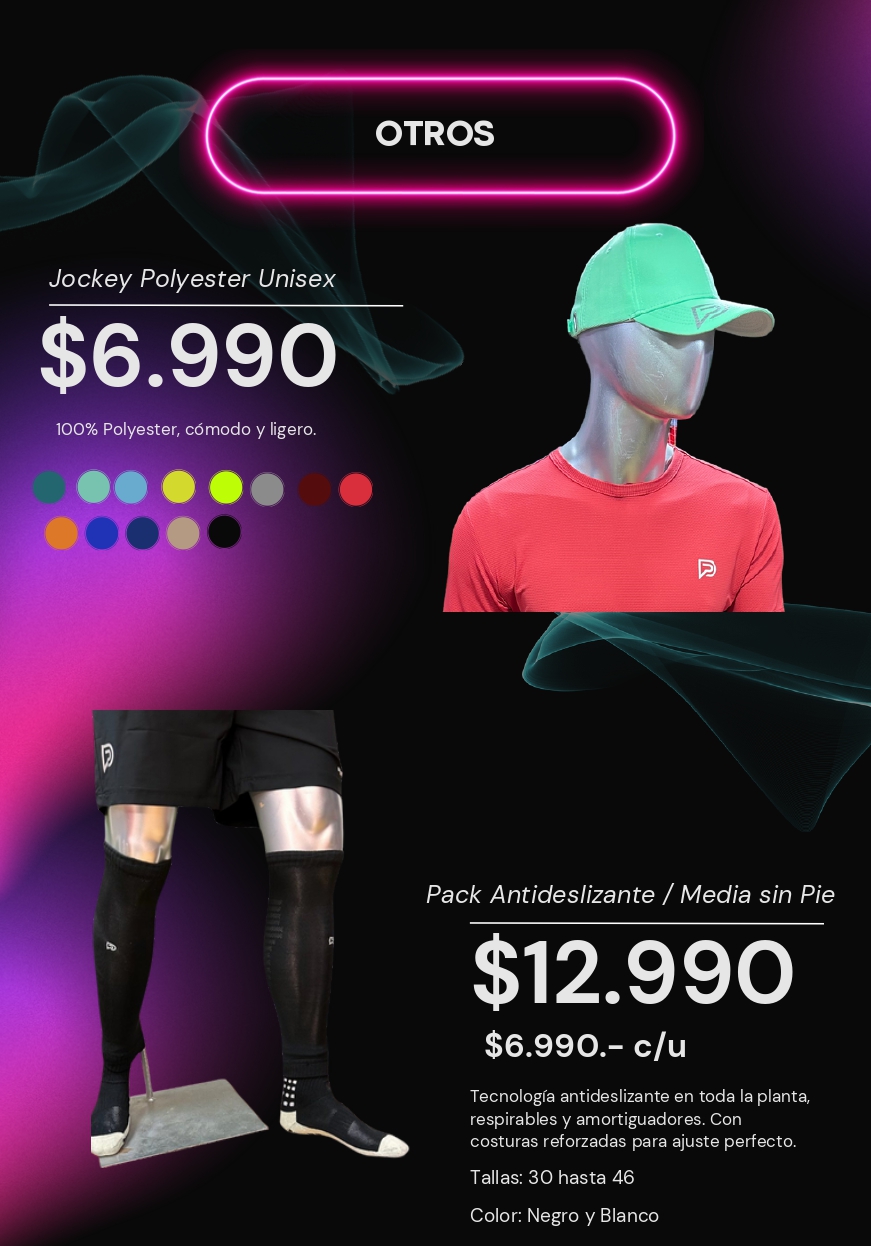 OTROS
Jockey Polyester Unisex
$6.990
100% Polyester, cómodo y ligero.
Pack Antideslizante / Media sin Pie
$12.990
$6.990.- c/u
Tecnología antideslizante en toda la planta,
respirables y amortiguadores. Con
costuras reforzadas para ajuste perfecto.
Tallas: 30 hasta 46
Color: Negro y Blanco